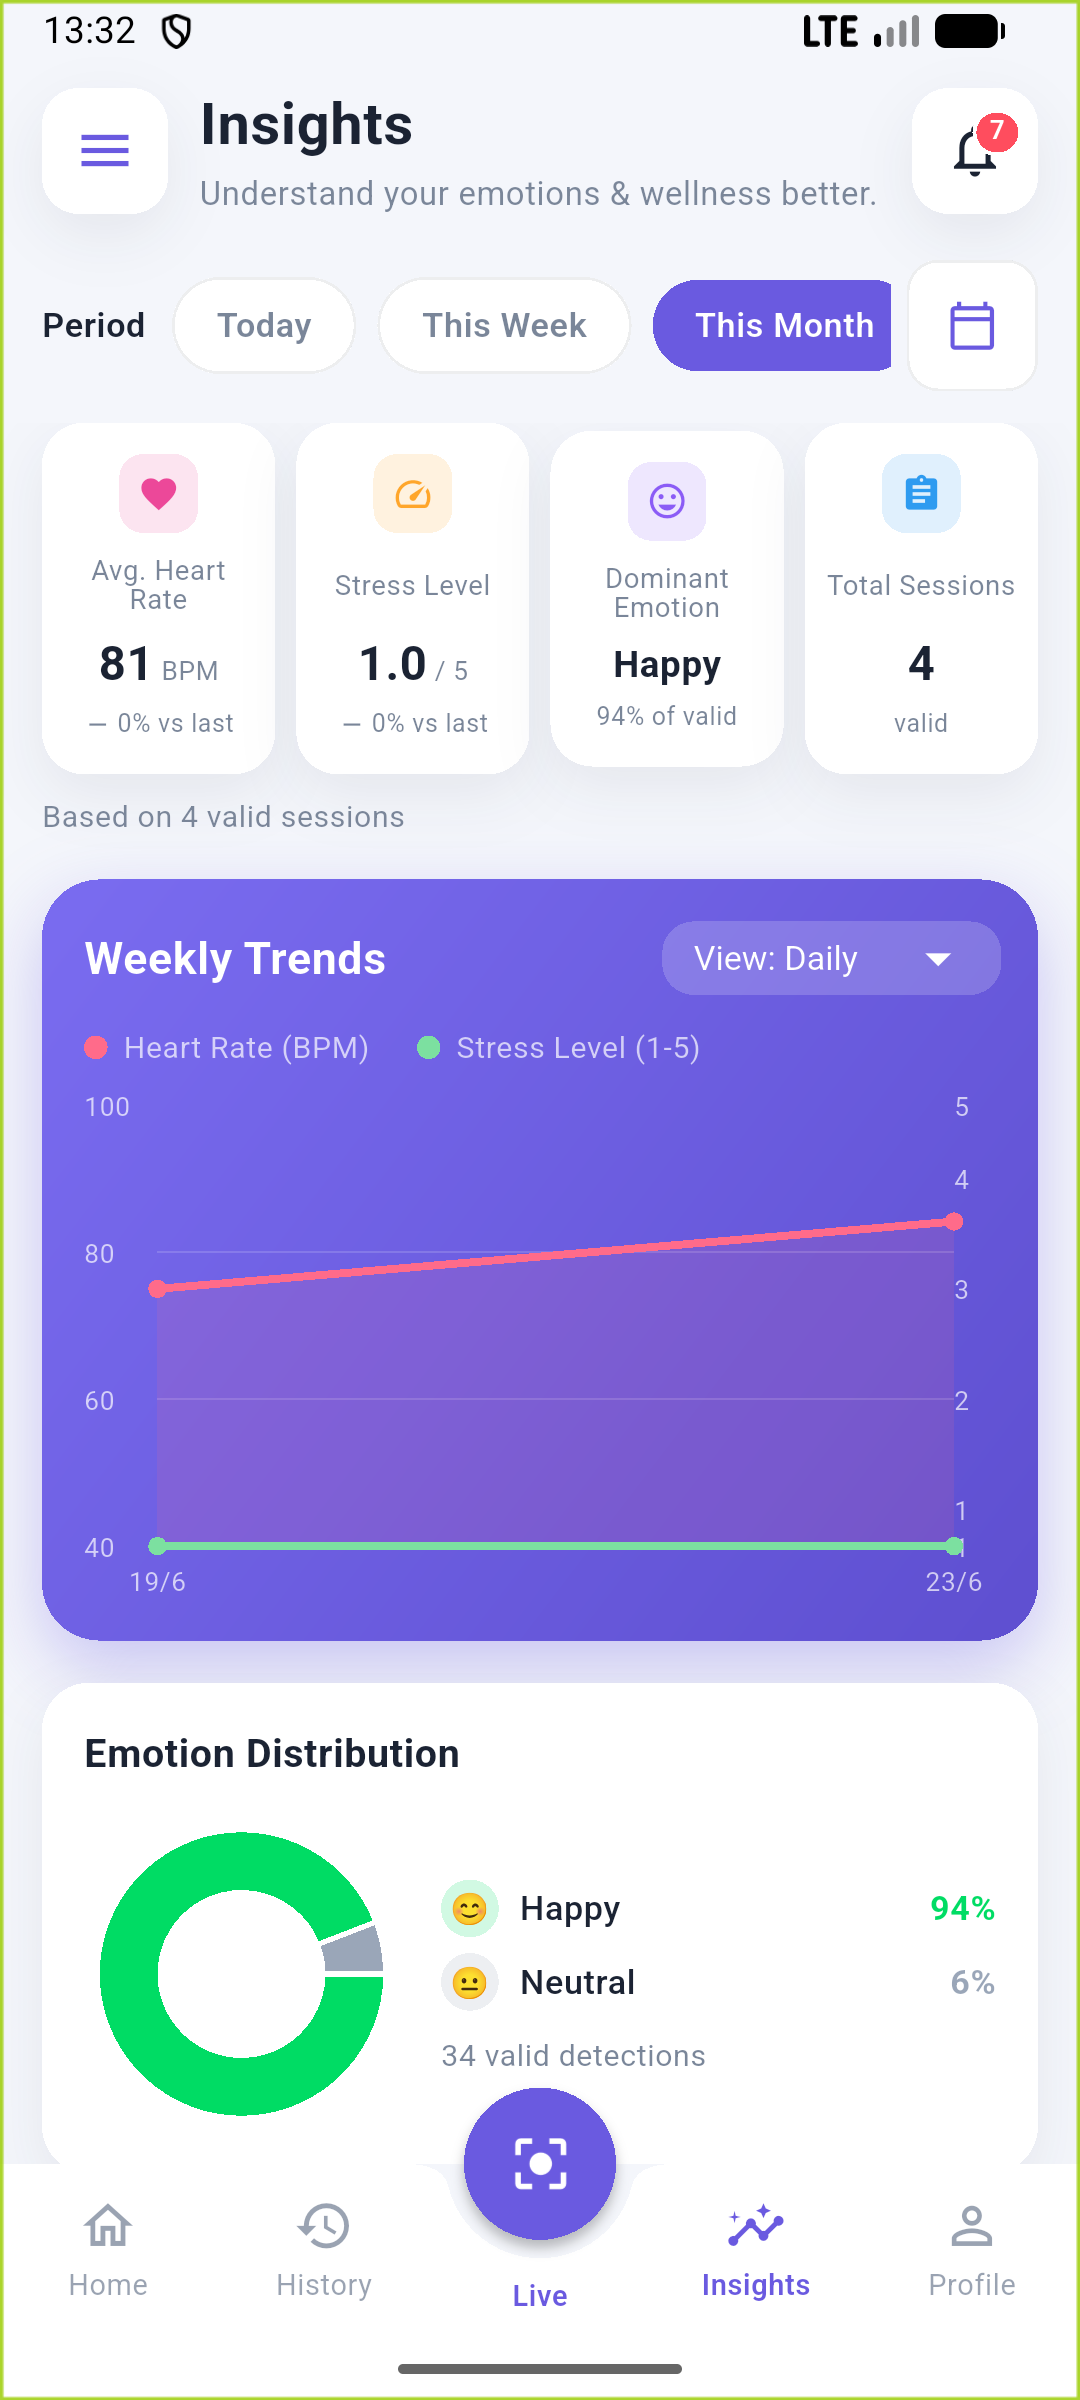 13:32
LTE
Insights
7
Understand your emotions & wellness better.
Period
Today
This Week
This Month
Avg. Heart
Rate
81 BPM
— 0% vs last
Stress Level
1.0 / 5
— 0% vs last
Dominant
Emotion
Happy
94% of valid
Total Sessions
4
valid
Based on 4 valid sessions
Weekly Trends
View: Daily
Heart Rate (BPM)
Stress Level (1-5)
100
80
60
40
5
4
3
2
1
1
19/6
23/6
Emotion Distribution
Happy 94%
Neutral 6%
34 valid detections
Home
History
Live
Insights
Profile